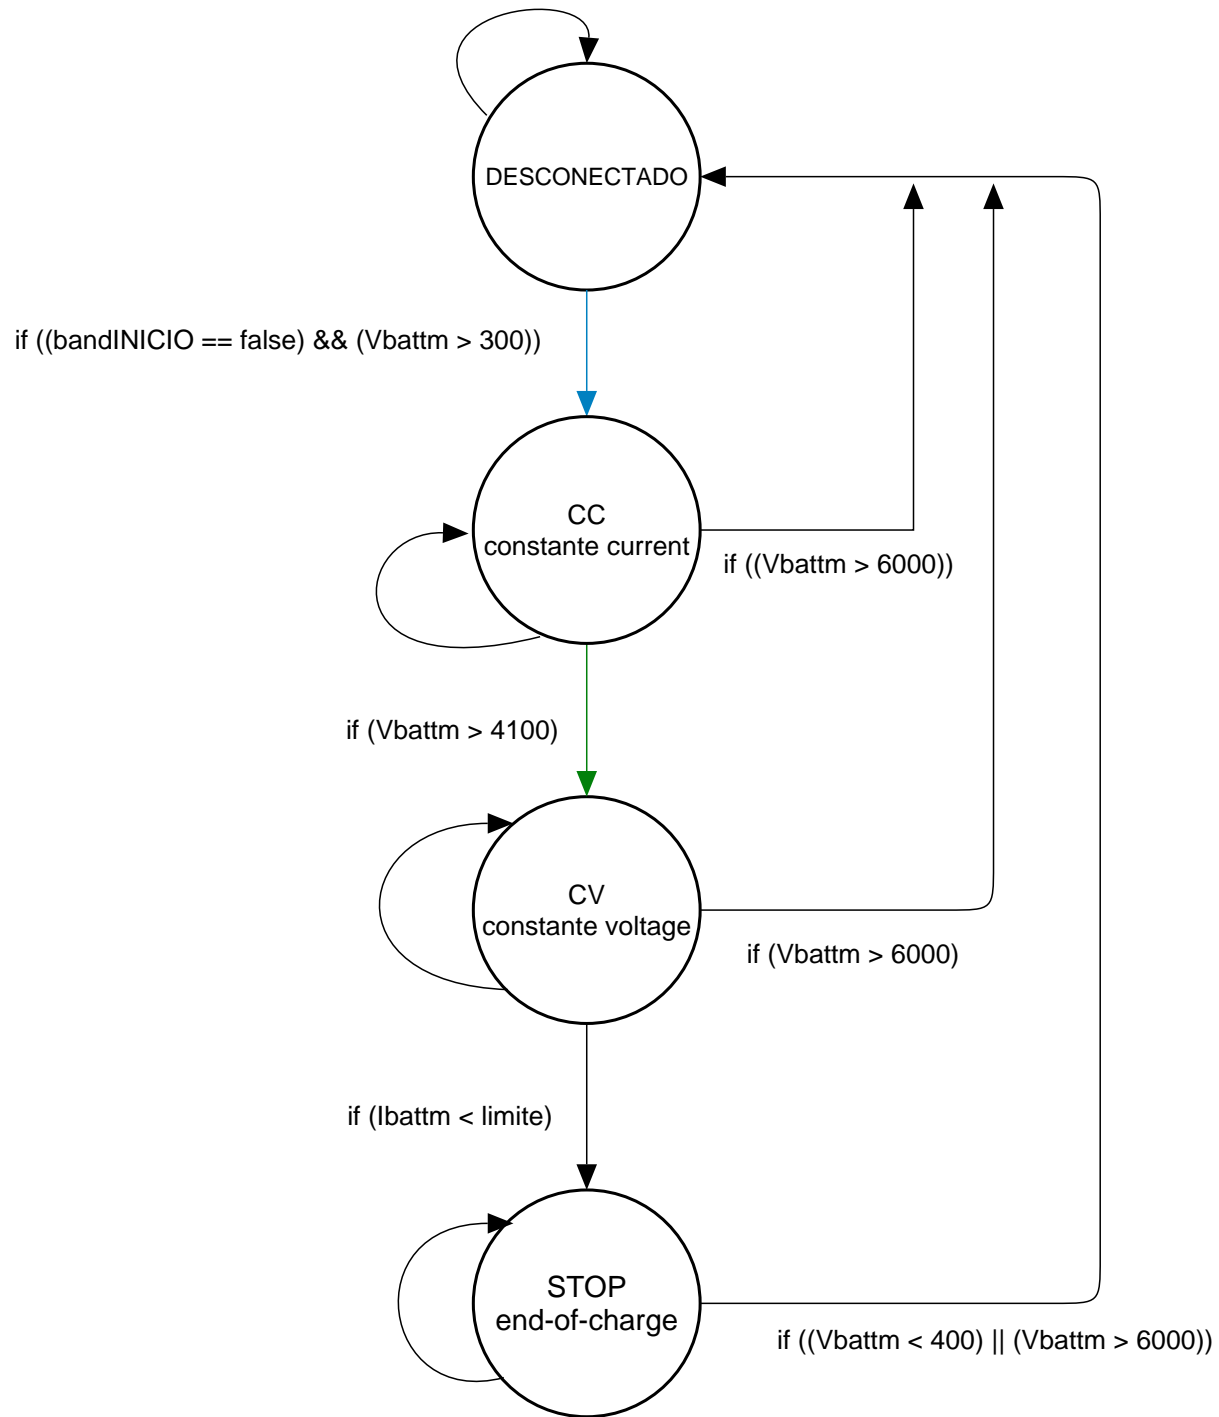 DESCONECTADO
if ((bandINICIO == false) && (Vbattm > 300))
CC
constante current
if ((Vbattm > 6000))
if (Vbattm > 4100)
CV
constante voltage
if (Vbattm > 6000)
if (Ibattm < limite)
STOP
end-of-charge
if ((Vbattm < 400) || (Vbattm > 6000))